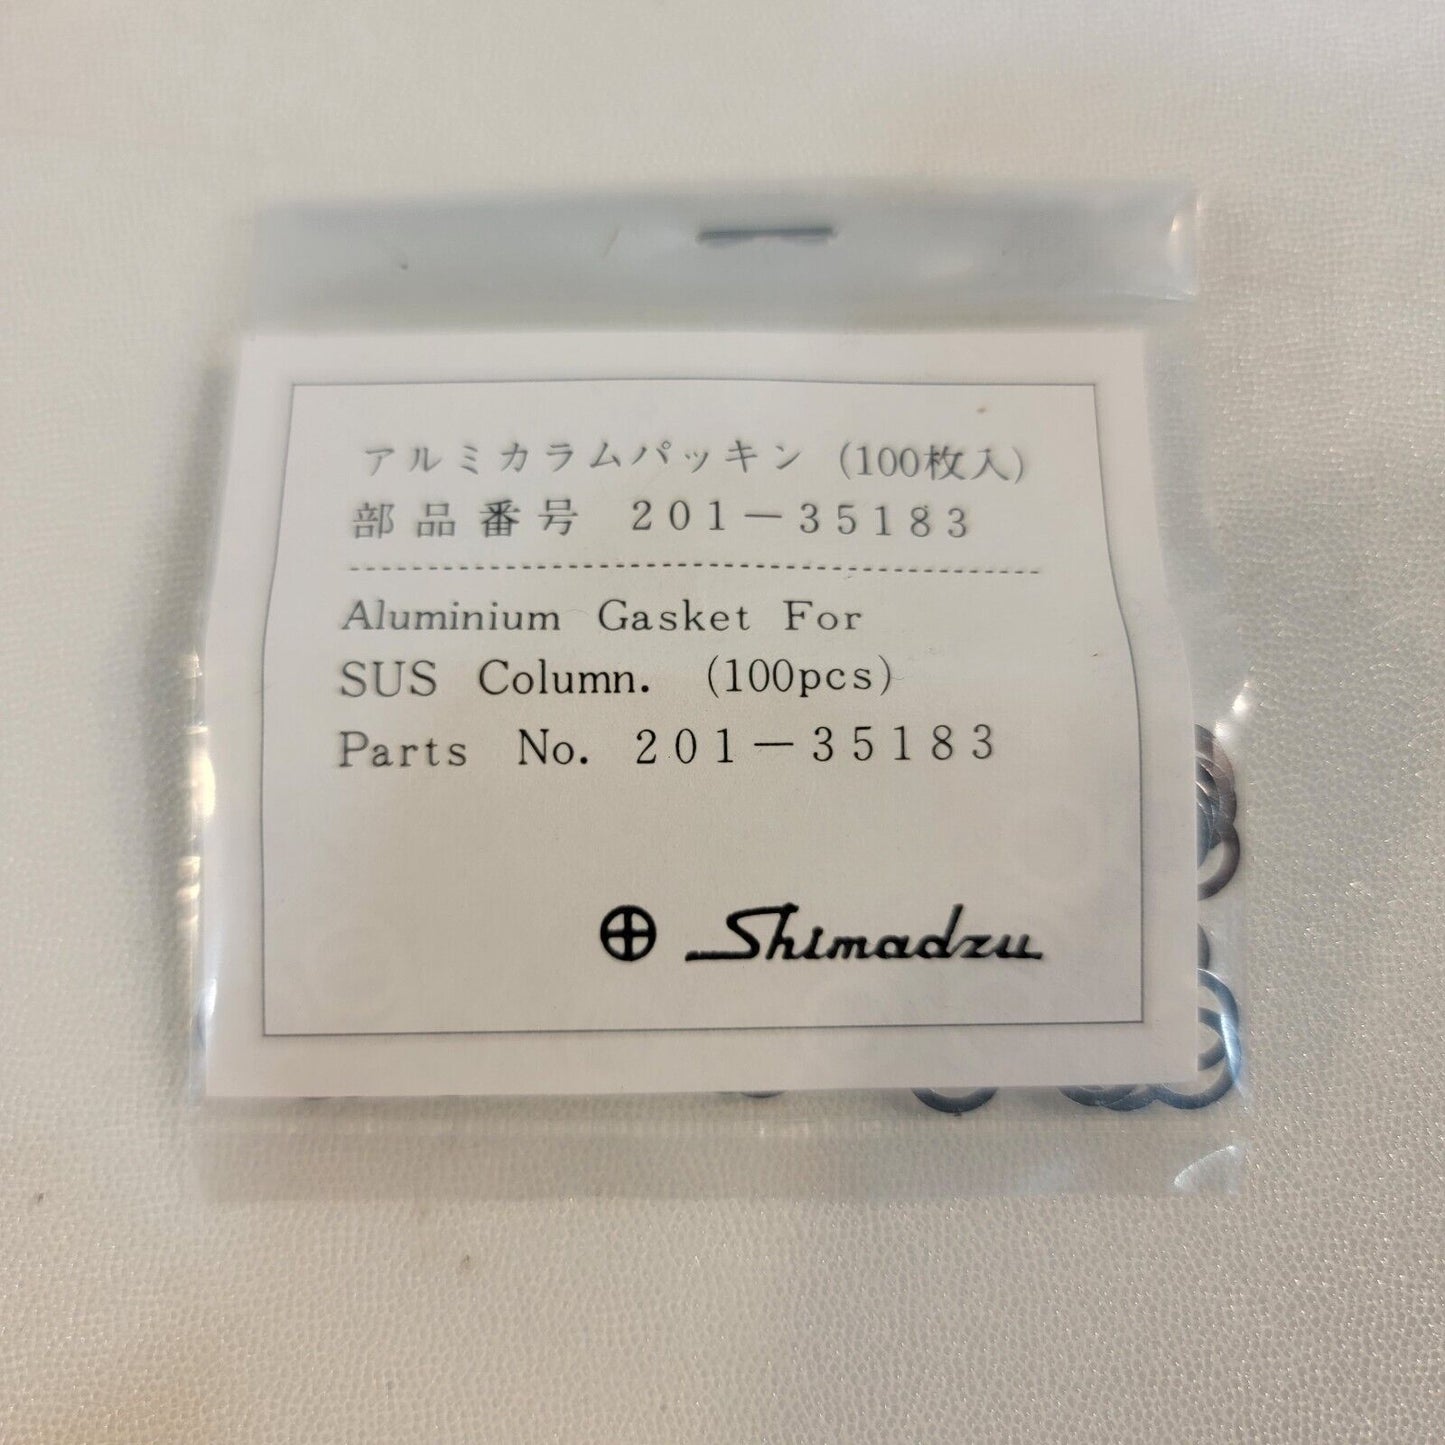 アルミカラムパッキン (100枚入)
部品番号 201-35183
Aluminium Gasket For
SUS Column. (100pcs)
Parts No. 201-35183
Shimadzu